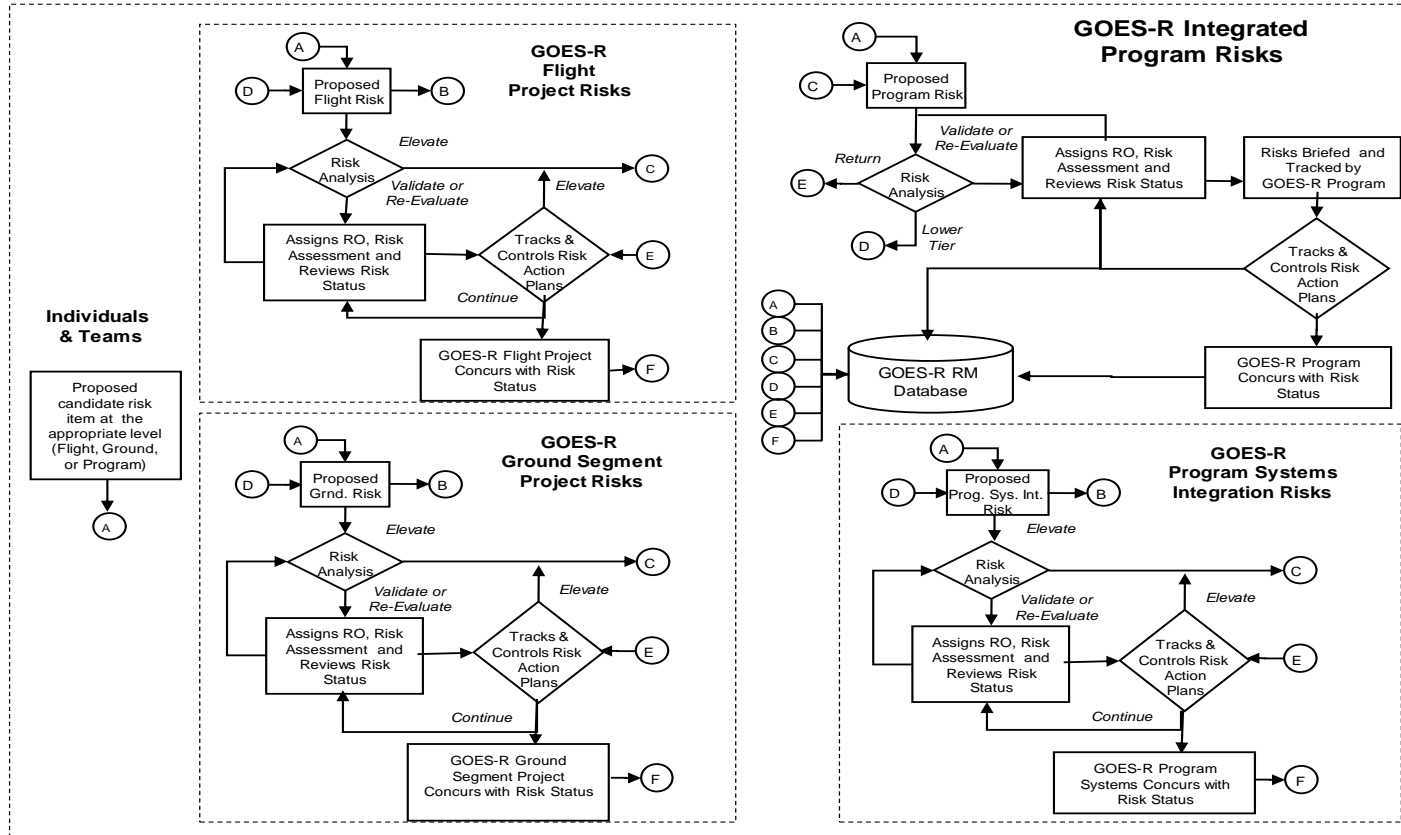 Individuals
& Teams
Proposed
candidate risk
item at the
appropriate level
(Flight, Ground,
or Program)
A
GOES-R
Flight
Project Risks
A
D
Proposed
Flight Risk
B
Elevate
Risk
Analysis
C
Validate or
Re-Evaluate
Elevate
Assigns RO, Risk
Assessment and
Reviews Risk
Status
Tracks &
Controls Risk
Action
Plans
E
Continue
GOES-R Flight Project
Concurs with Risk
Status
F
GOES-R
Ground Segment
Project Risks
A
D
Proposed
Grnd. Risk
B
Elevate
Risk
Analysis
C
Validate or
Re-Evaluate
Elevate
Assigns RO, Risk
Assessment and
Reviews Risk
Status
Tracks &
Controls Risk
Action
Plans
E
Continue
GOES-R Ground
Segment Project
Concurs with Risk Status
F
GOES-R Integrated
Program Risks
A
C
Proposed
Program Risk
Validate or
Re-Evaluate
Return
E
Risk
Analysis
Assigns RO, Risk
Assessment and
Reviews Risk Status
Risks Briefed and
Tracked by
GOES-R Program
Lower
Tier
D
Tracks &
Controls Risk
Action
Plans
A
B
C
D
E
F
GOES-R RM
Database
GOES-R Program
Concurs with Risk
Status
GOES-R
Program Systems
Integration Risks
A
D
Proposed
Prog. Sys. Int.
Risk
B
Elevate
Risk
Analysis
C
Validate or
Re-Evaluate
Elevate
Assigns RO, Risk
Assessment and
Reviews Risk
Status
Tracks &
Controls Risk
Action
Plans
E
Continue
GOES-R Program
Systems Concurs with
Risk Status
F